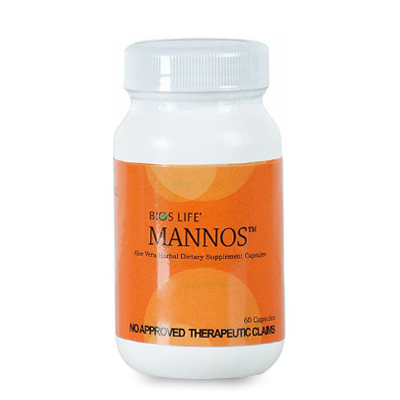 BIOS LIFE®
MANNOS™
Aloe Vera Herbal Dietary Supplement Capsules
60 Capsules
NO APPROVED THERAPEUTIC CLAIMS